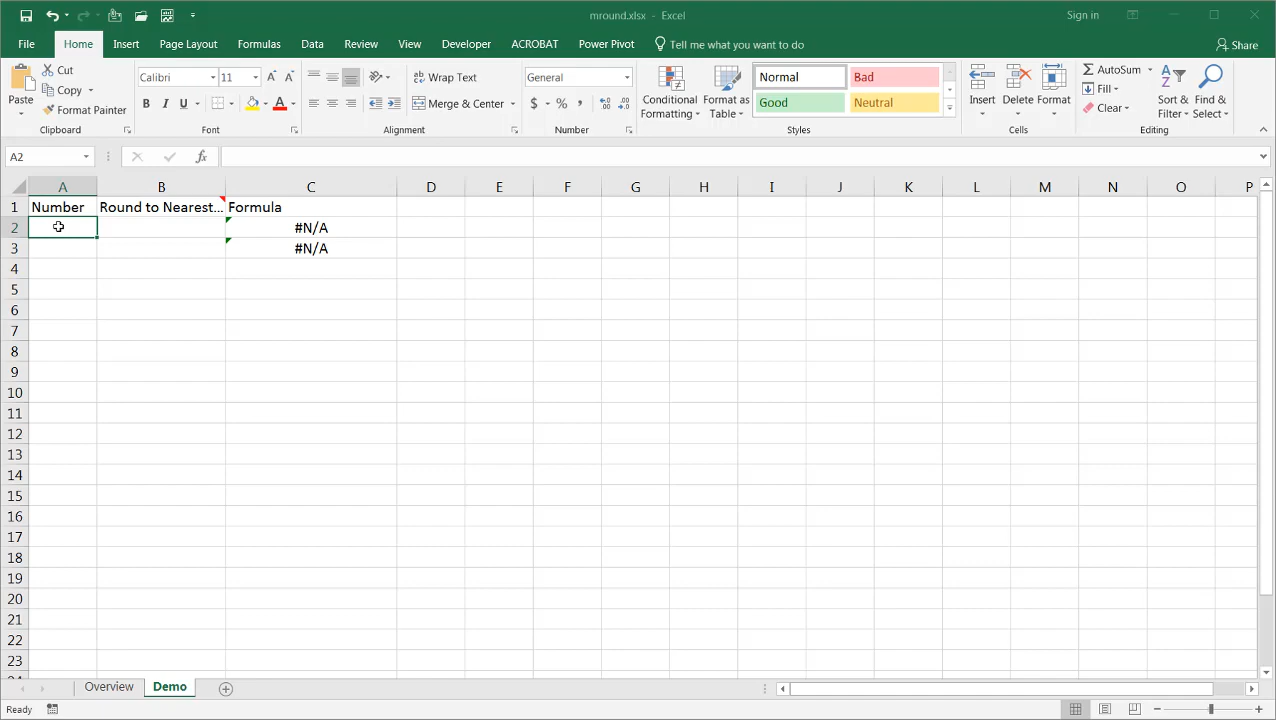 mround.xlsx - Excel
Sign in
File Home Insert Page Layout Formulas Data Review View Developer ACROBAT Power Pivot Tell me what you want to do Share
Paste
Cut
Copy
Format Painter
Clipboard
Calibri 11
B I U
Font
Wrap Text
Merge & Center
Alignment
General
$ % ,
Number
Conditional Formatting
Format as Table
Normal Bad
Good Neutral
Styles
Insert Delete Format
Cells
AutoSum
Fill
Clear
Sort & Filter
Find & Select
Editing
A2 fx
A B C D E F G H I J K L M N O P
1 Number Round to Nearest... Formula
2 #N/A
3 #N/A
4
5
6
7
8
9
10
11
12
13
14
15
16
17
18
19
20
21
22
23
Overview Demo
Ready